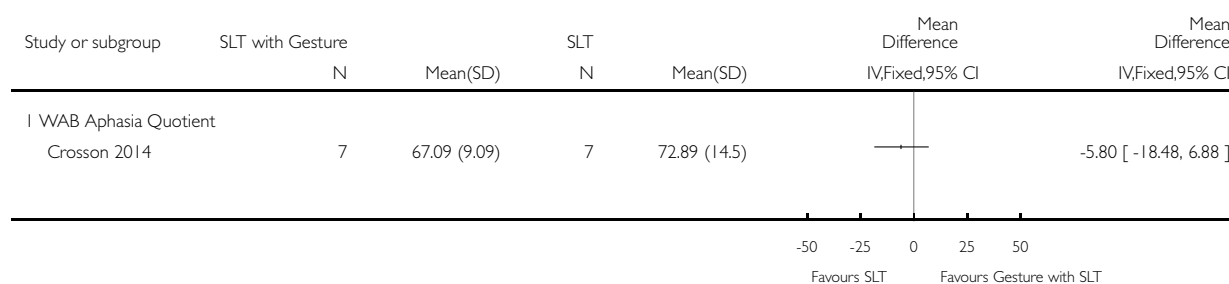 Study or subgroup SLT with Gesture SLT Mean Difference Mean Difference
N Mean(SD) N Mean(SD) IV,Fixed,95% CI IV,Fixed,95% CI
1 WAB Aphasia Quotient
Crosson 2014 7 67.09 (9.09) 7 72.89 (14.5) -5.80 [ -18.48, 6.88 ]
-50 -25 0 25 50
Favours SLT Favours Gesture with SLT